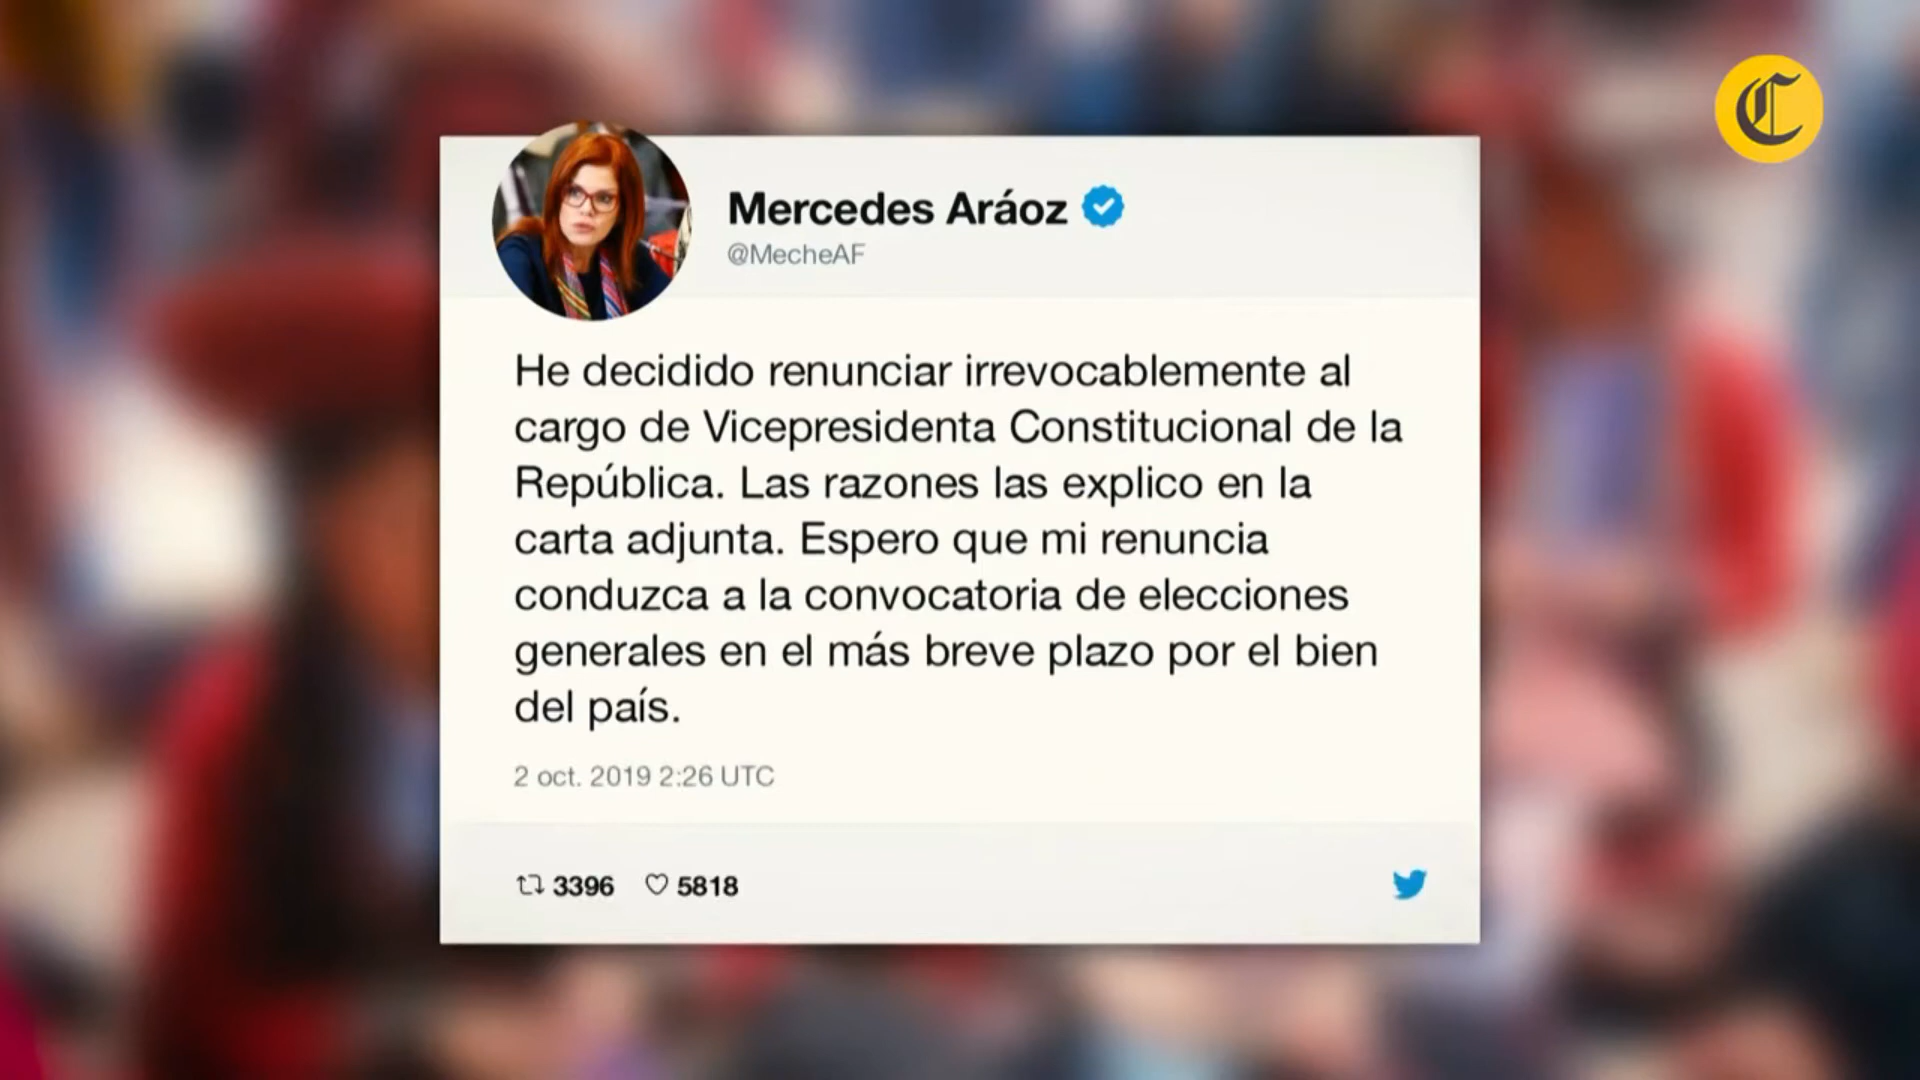 C
Mercedes Aráoz
@MecheAF
He decidido renunciar irrevocablemente al
cargo de Vicepresidenta Constitucional de la
República. Las razones las explico en la
carta adjunta. Espero que mi renuncia
conduzca a la convocatoria de elecciones
generales en el más breve plazo por el bien
del país.
2 oct. 2019 2:26 UTC
3396 5818